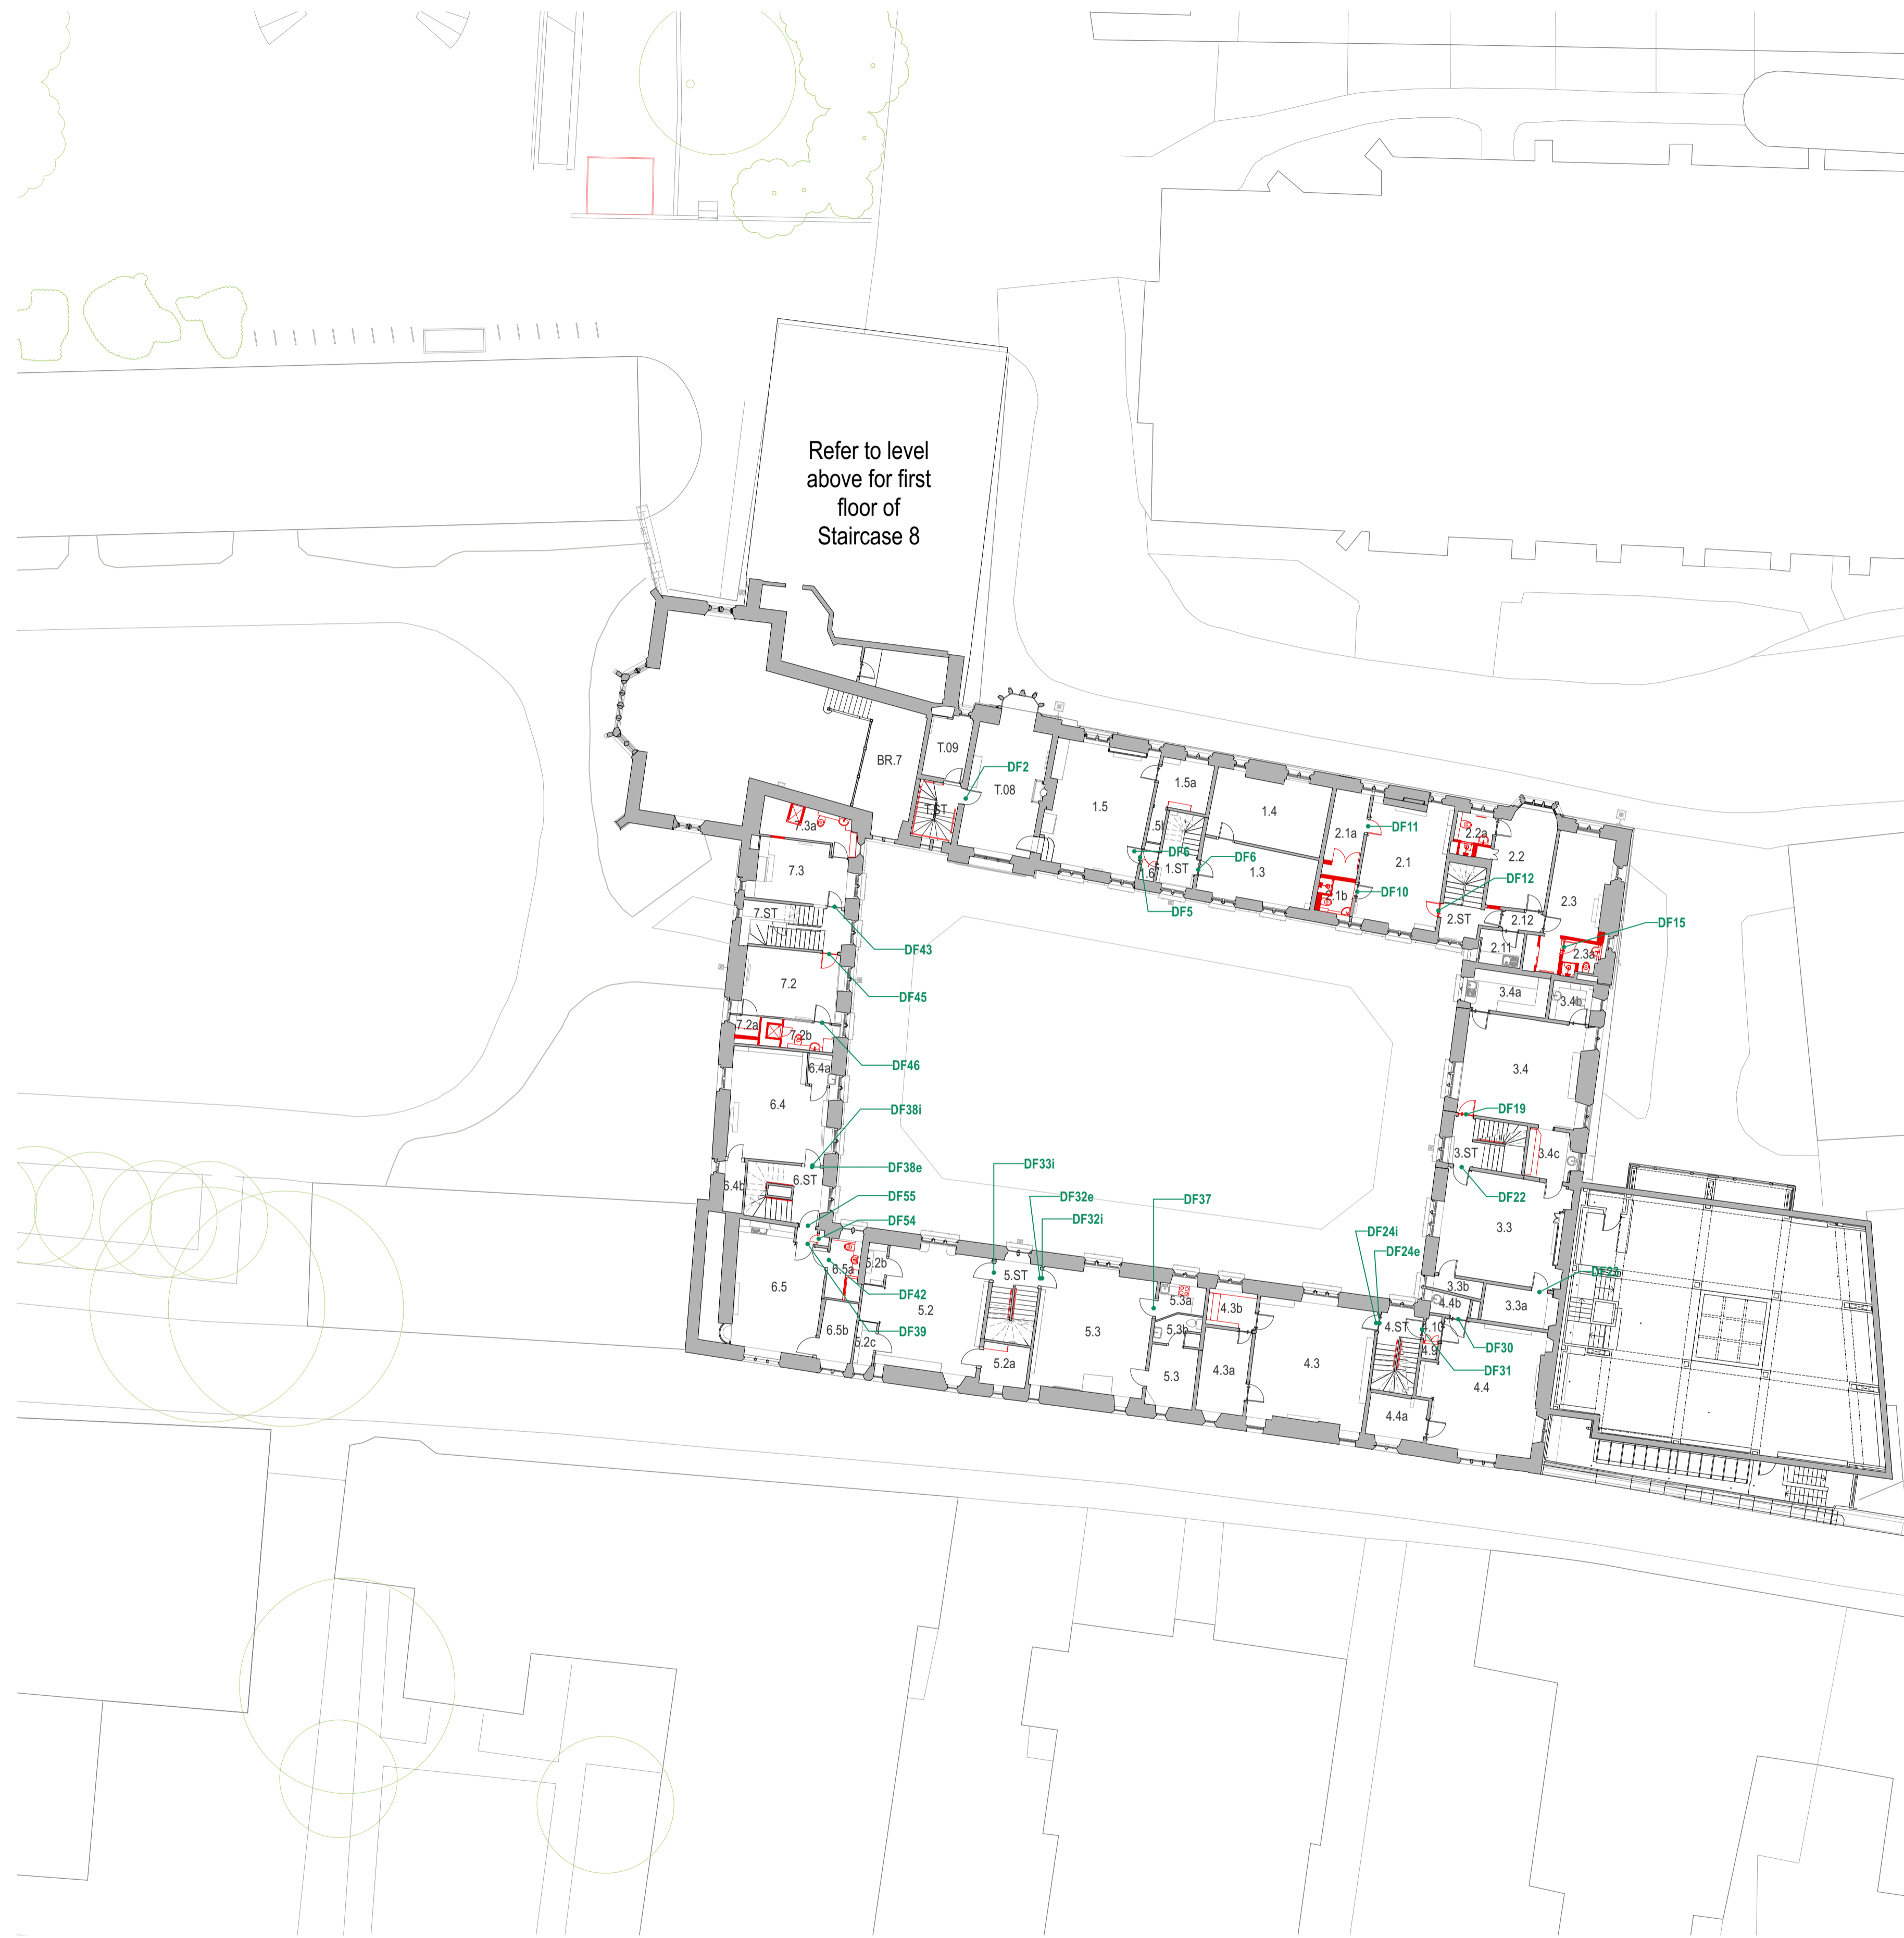 Refer to level
above for first
floor of
Staircase 8
BR.7
T.09
T.ST
T.08
DF2
1.5
1.5a
.5b
1.4
DF6
1.6
1.ST
DF6
1.3
DF5
2.1a
DF11
2.1
2.1b
DF10
DF12
2.2a
2.2
2.3
2.ST
2.12
2.11
DF15
2.3a
7.3a
7.3
7.ST
DF43
7.2
DF45
7.2a
7.2b
DF46
6.4a
6.4
DF38i
DF38e
6.4b
6.ST
DF55
DF54
6.5a
5.2b
DF42
6.5
6.5b
DF39
5.2c
5.2
DF33i
DF32e
DF32i
5.ST
5.2a
5.3
DF37
5.3a
5.3b
5.3
4.3b
4.3a
4.3
DF24i
DF24e
4.ST
4.4a
3.4a
3.4b
3.4
DF19
3.ST
3.4c
DF22
3.3
3.3b
3.3a
DF23
4.4b
.10
4.9
DF30
DF31
4.4